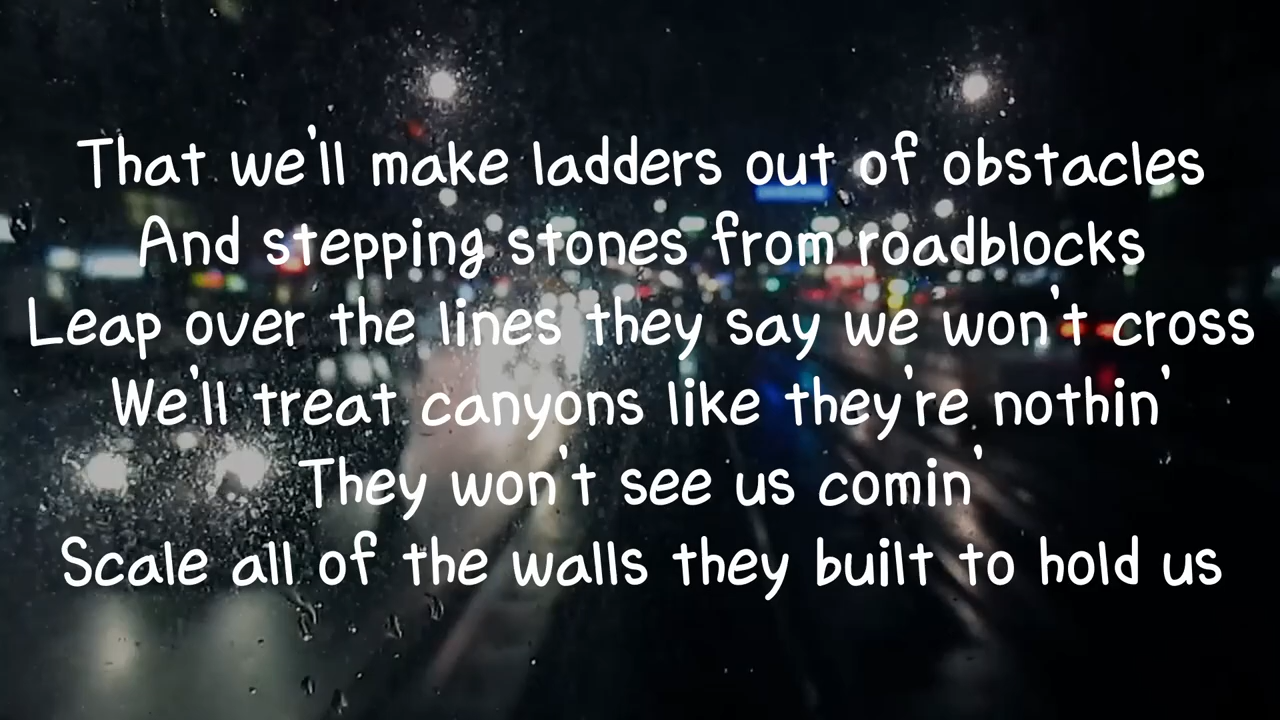 That we'll make ladders out of obstacles
And stepping stones from roadblocks
Leap over the lines they say we won't cross
We'll treat canyons like they're nothin'
They won't see us comin'
Scale all of the walls they built to hold us